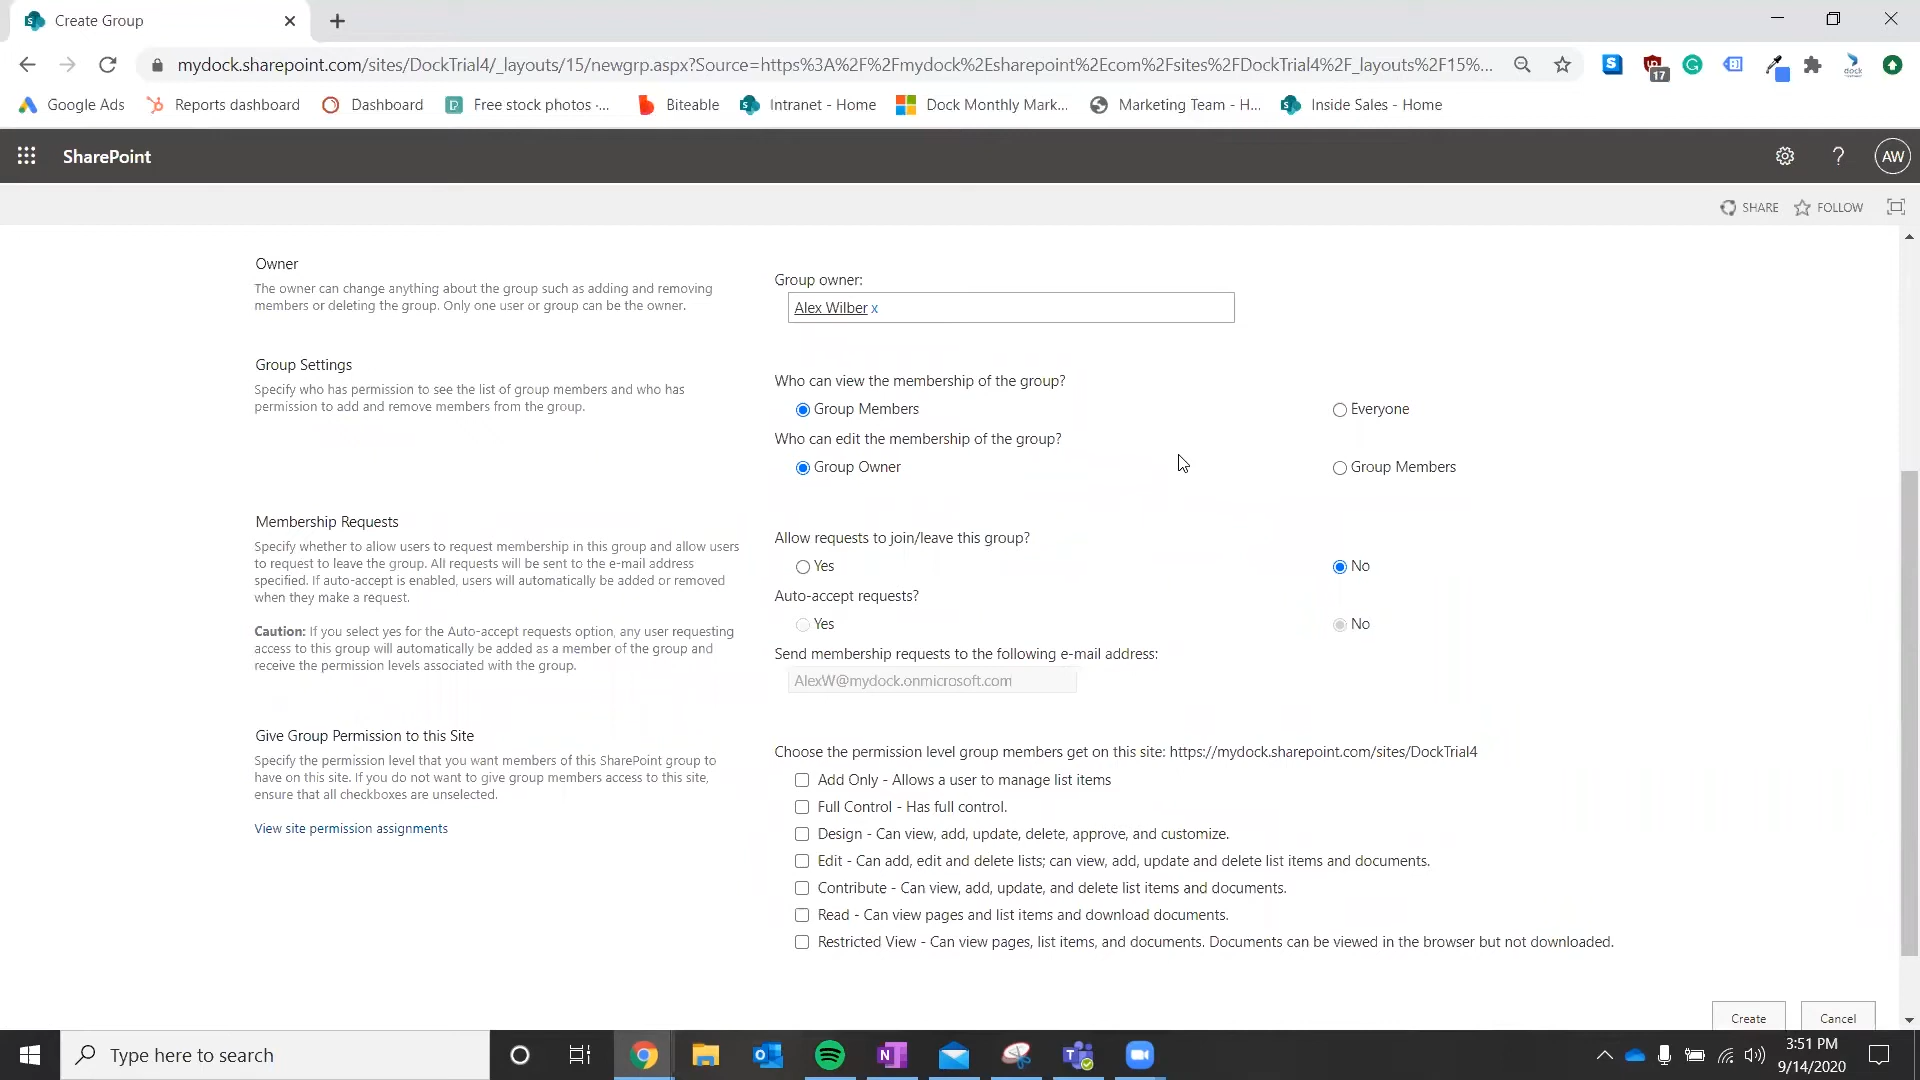 Create Group
mydock.sharepoint.com/sites/DockTrial4/_layouts/15/newgrp.aspx?Source=https%3A%2F%2Fmydock%2Esharepoint%2Ecom%2Fsites%2FDockTrial4%2F_layouts%2F15%...
17
dock
Google Ads
Reports dashboard
Dashboard
Free stock photos ·...
Biteable
Intranet - Home
Dock Monthly Mark...
Marketing Team - H...
Inside Sales - Home
SharePoint
?
AW
SHARE
FOLLOW
Owner
The owner can change anything about the group such as adding and removing
members or deleting the group. Only one user or group can be the owner.
Group owner:
Alex Wilber x
Group Settings
Specify who has permission to see the list of group members and who has
permission to add and remove members from the group.
Who can view the membership of the group?
Group Members
Everyone
Who can edit the membership of the group?
Group Owner
Group Members
Membership Requests
Specify whether to allow users to request membership in this group and allow users
to request to leave the group. All requests will be sent to the e-mail address
specified. If auto-accept is enabled, users will automatically be added or removed
when they make a request.
Caution: If you select yes for the Auto-accept requests option, any user requesting
access to this group will automatically be added as a member of the group and
receive the permission levels associated with the group.
Allow requests to join/leave this group?
Yes
No
Auto-accept requests?
Yes
No
Send membership requests to the following e-mail address:
AlexW@mydock.onmicrosoft.com
Give Group Permission to this Site
Specify the permission level that you want members of this SharePoint group to
have on this site. If you do not want to give group members access to this site,
ensure that all checkboxes are unselected.
View site permission assignments
Choose the permission level group members get on this site: https://mydock.sharepoint.com/sites/DockTrial4
Add Only - Allows a user to manage list items
Full Control - Has full control.
Design - Can view, add, update, delete, approve, and customize.
Edit - Can add, edit and delete lists; can view, add, update and delete list items and documents.
Contribute - Can view, add, update, and delete list items and documents.
Read - Can view pages and list items and download documents.
Restricted View - Can view pages, list items, and documents. Documents can be viewed in the browser but not downloaded.
Create
Cancel
Type here to search
3:51 PM
9/14/2020